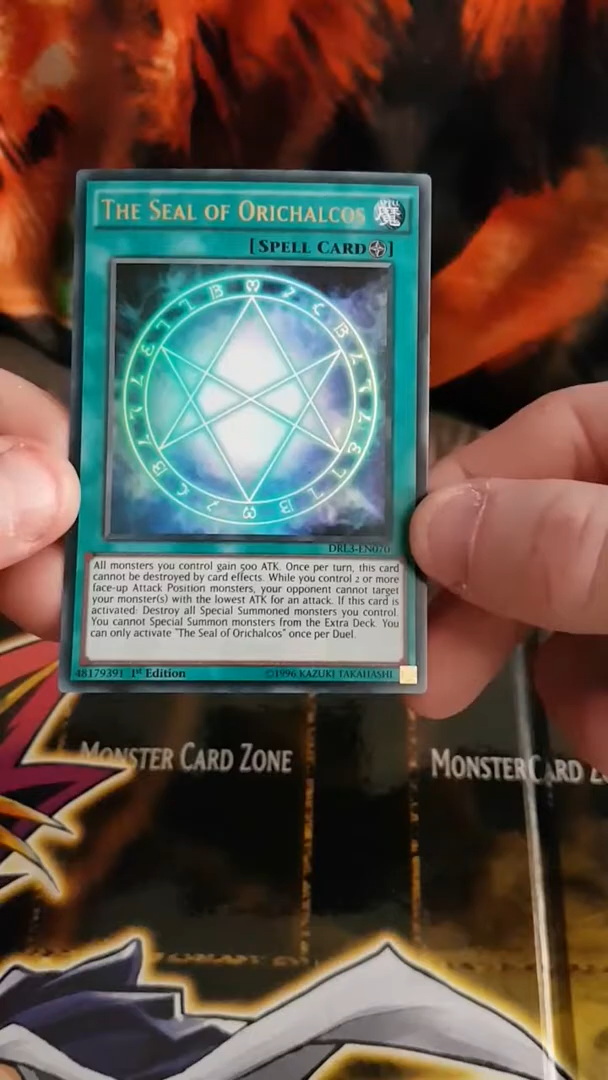 THE SEAL OF ORICHALCOS
[SPELL CARD]
DRL3-EN070
All monsters you control gain 500 ATK. Once per turn, this card
cannot be destroyed by card effects. While you control 2 or more
face-up Attack Position monsters, your opponent cannot target
your monster(s) with the lowest ATK for an attack. If this card is
activated: Destroy all Special Summoned monsters you control.
You cannot Special Summon monsters from the Extra Deck. You
can only activate "The Seal of Orichalcos" once per Duel.
48179391 1st Edition ©1996 KAZUKI TAKAHASHI
MONSTER CARD ZONE
MONSTER CARD